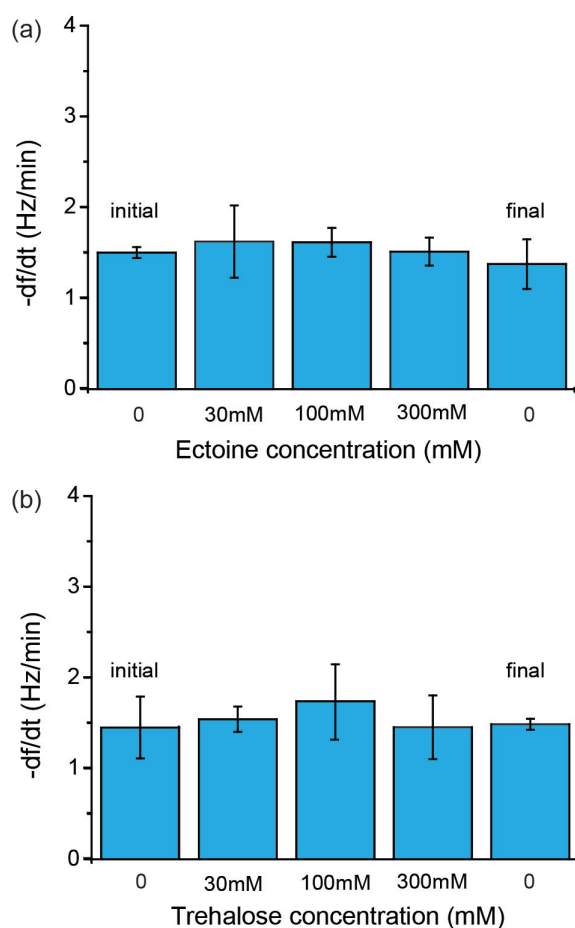 (a)
4
3
2
1
0
-df/dt (Hz/min)
initial
final
0 30mM 100mM 300mM 0
Ectoine concentration (mM)
(b)
4
3
2
1
0
-df/dt (Hz/min)
initial
final
0 30mM 100mM 300mM 0
Trehalose concentration (mM)